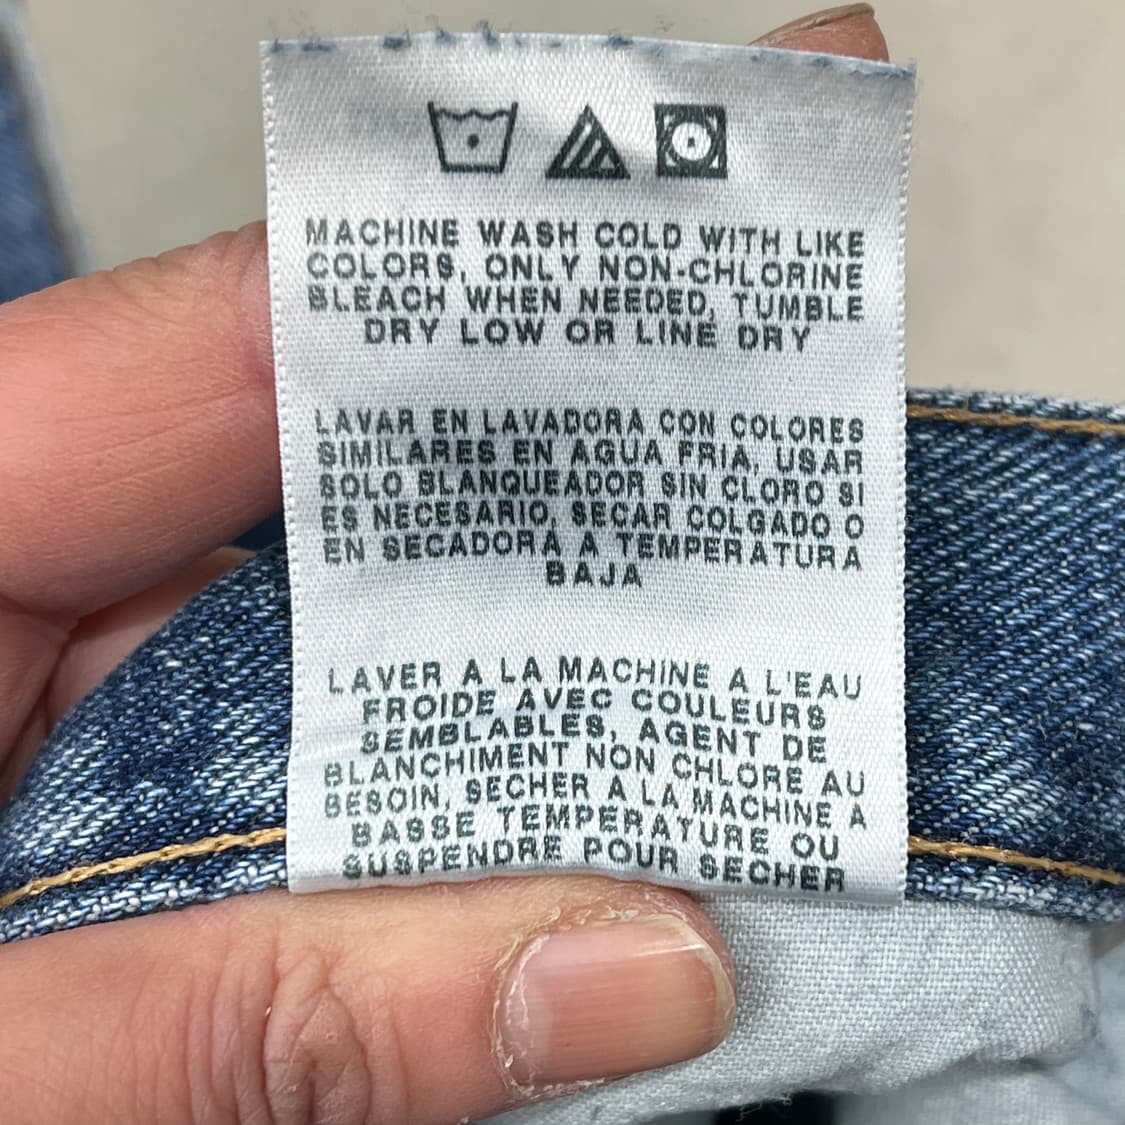 MACHINE WASH COLD WITH LIKE
COLORS, ONLY NON-CHLORINE
BLEACH WHEN NEEDED, TUMBLE
DRY LOW OR LINE DRY
LAVAR EN LAVADORA CON COLORES
SIMILARES EN AGUA FRIA, USAR
SOLO BLANQUEADOR SIN CLORO SI
ES NECESARIO, SECAR COLGADO O
EN SECADORA A TEMPERATURA
BAJA
LAVER A LA MACHINE A L'EAU
FROIDE AVEC COULEURS
SEMBLABLES, AGENT DE
BLANCHIMENT NON CHLORE AU
BESOIN, SECHER A LA MACHINE A
BASSE TEMPERATURE OU
SUSPENDRE POUR SECHER